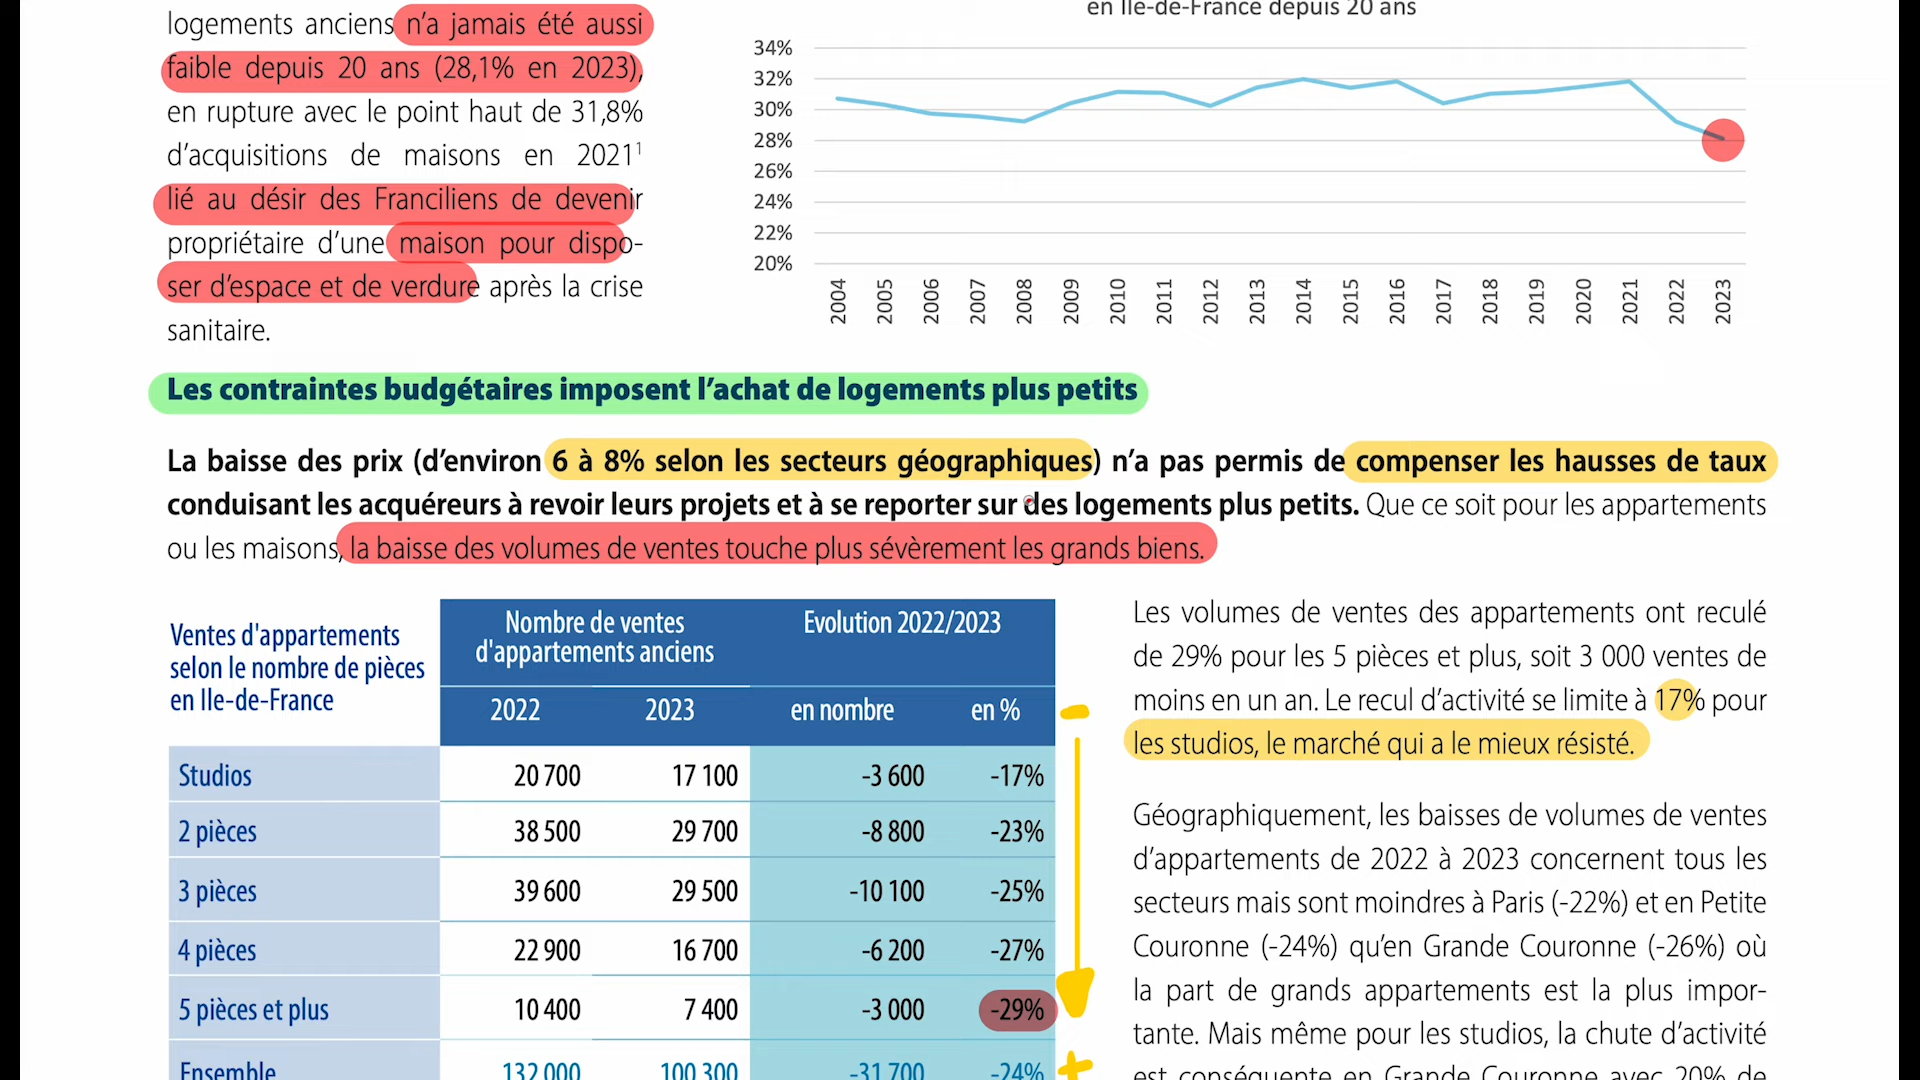 logements anciens n'a jamais été aussi
faible depuis 20 ans (28,1% en 2023),
en rupture avec le point haut de 31,8%
d'acquisitions de maisons en 2021¹
lié au désir des Franciliens de devenir
propriétaire d'une maison pour dispo-
ser d'espace et de verdure après la crise
sanitaire.
en Ile-de-France depuis 20 ans
34%
32%
30%
28%
26%
24%
22%
20%
2004 2005 2006 2007 2008 2009 2010 2011 2012 2013 2014 2015 2016 2017 2018 2019 2020 2021 2022 2023
Les contraintes budgétaires imposent l'achat de logements plus petits
La baisse des prix (d'environ 6 à 8% selon les secteurs géographiques) n'a pas permis de compenser les hausses de taux
conduisant les acquéreurs à revoir leurs projets et à se reporter sur des logements plus petits. Que ce soit pour les appartements
ou les maisons, la baisse des volumes de ventes touche plus sévèrement les grands biens.
Ventes d'appartements
selon le nombre de pièces
en Ile-de-France
Nombre de ventes
d'appartements anciens
Evolution 2022/2023
2022 2023 en nombre en %
Studios 20 700 17 100 -3 600 -17%
2 pièces 38 500 29 700 -8 800 -23%
3 pièces 39 600 29 500 -10 100 -25%
4 pièces 22 900 16 700 -6 200 -27%
5 pièces et plus 10 400 7 400 -3 000 -29%
Ensemble 132 000 100 300 -31 700 -24%
Les volumes de ventes des appartements ont reculé
de 29% pour les 5 pièces et plus, soit 3 000 ventes de
moins en un an. Le recul d'activité se limite à 17% pour
les studios, le marché qui a le mieux résisté.
Géographiquement, les baisses de volumes de ventes
d'appartements de 2022 à 2023 concernent tous les
secteurs mais sont moindres à Paris (-22%) et en Petite
Couronne (-24%) qu'en Grande Couronne (-26%) où
la part de grands appartements est la plus impor-
tante. Mais même pour les studios, la chute d'activité
est conséquente en Grande Couronne avec 20% de